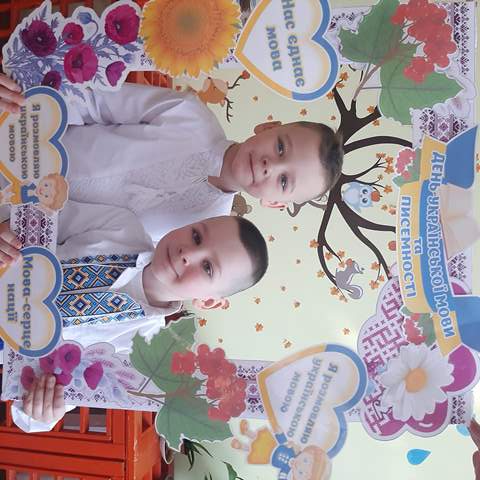 ДЕНЬ УКРАЇНСЬКОЇ МОВИ
ТА
ПИСЕМНОСТІ
Нас єднає
мова
Я розмовляю
українською
мовою
Я розмовляю
українською
мовою
Мова-серце
нації